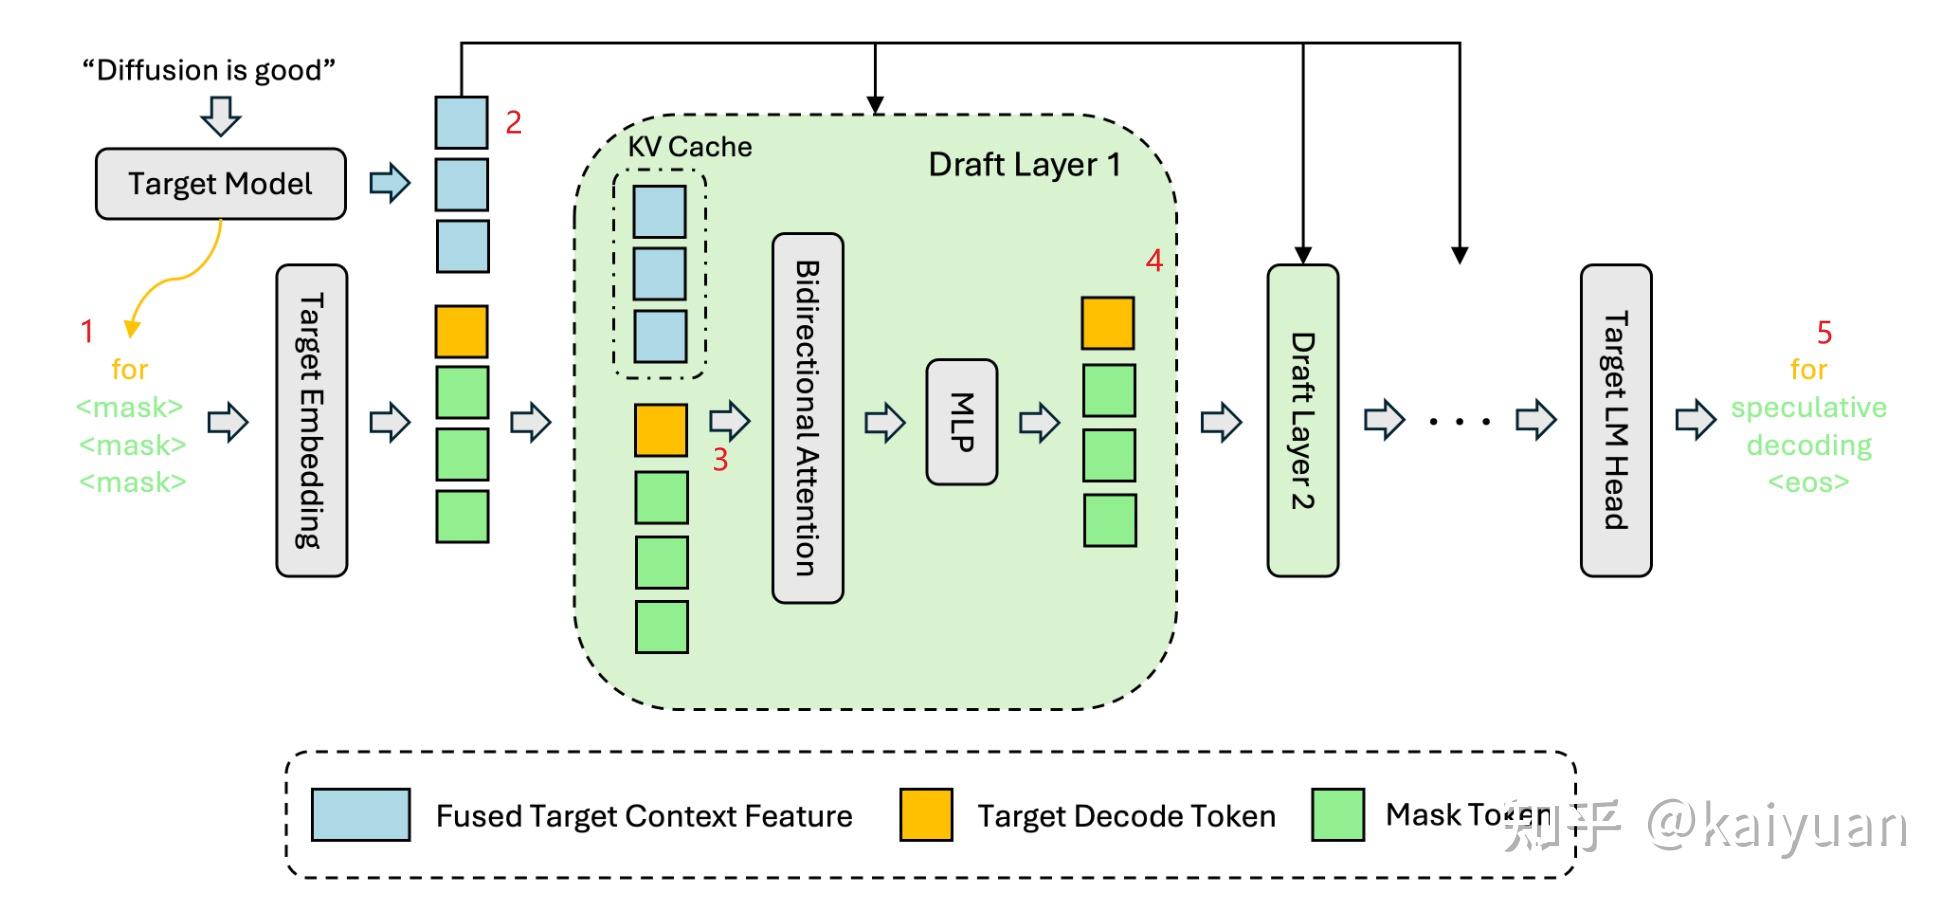 “Diffusion is good”
Target Model
2
KV Cache
Draft Layer 1
1
for
<mask>
<mask>
<mask>
Target Embedding
3
Bidirectional Attention
MLP
4
Draft Layer 2
. . .
Target LM Head
5
for
speculative
decoding
<eos>
Fused Target Context Feature
Target Decode Token
Mask Token
知乎 @kaiyuan